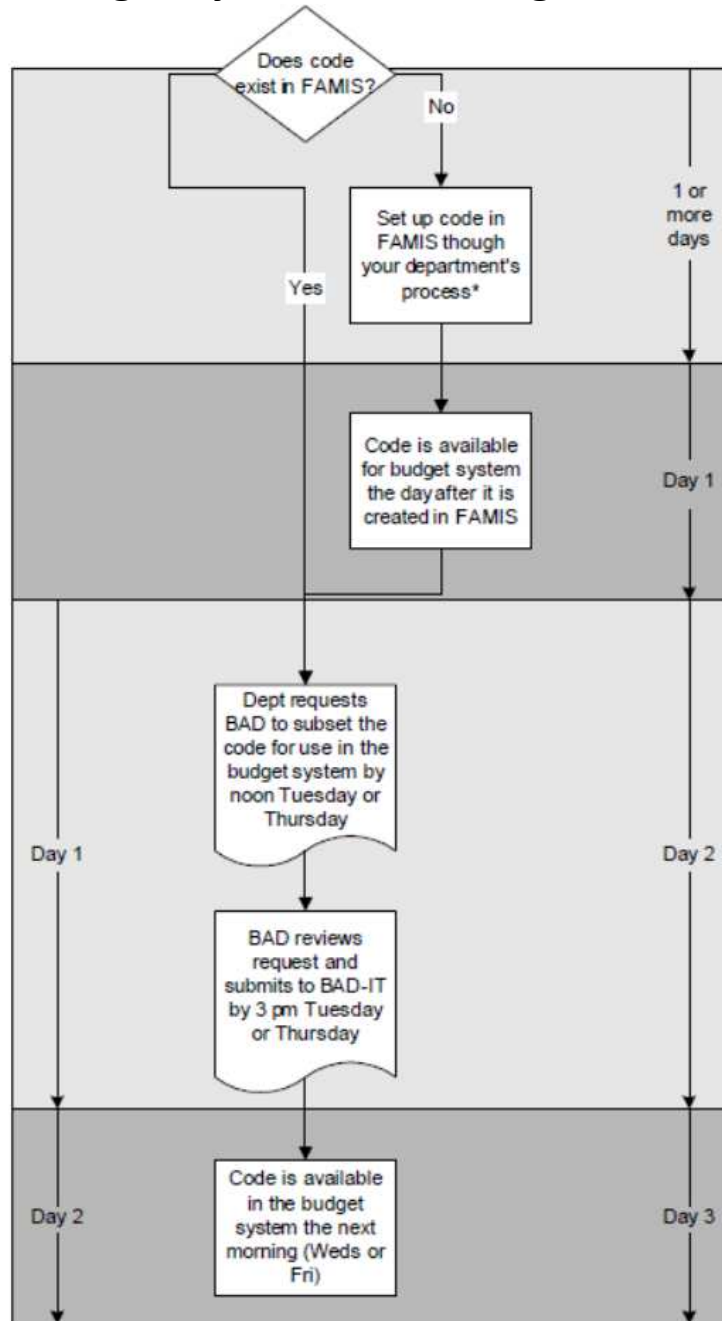 Does code
exist in FAMIS?
No
1 or
more
days
Set up code in
FAMIS though
your department's
process*
Yes
Code is available
for budget system
the day after it is
created in FAMIS
Day 1
Dept requests
BAD to subset the
code for use in the
budget system by
noon Tuesday or
Thursday
Day 1
Day 2
BAD reviews
request and
submits to BAD-IT
by 3 pm Tuesday
or Thursday
Code is available
in the budget
system the next
morning (Weds or
Fri)
Day 2
Day 3